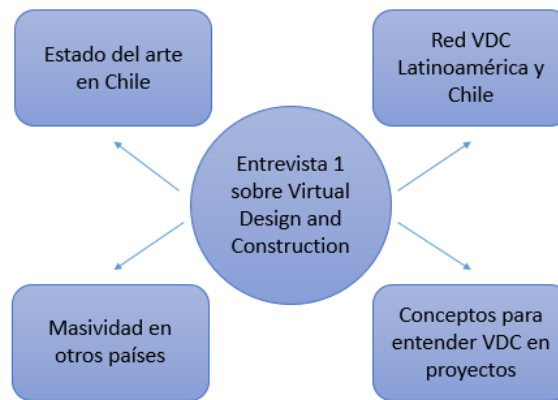 Estado del arte
en Chile
Red VDC
Latinoamérica y
Chile
Entrevista 1
sobre Virtual
Design and
Construction
Masividad en
otros países
Conceptos para
entender VDC en
proyectos